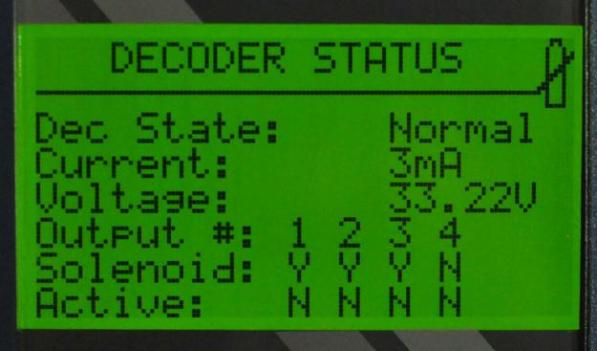 DECODER STATUS
Dec State: Normal
Current: 3mA
Voltage: 33.22V
Output #: 1 2 3 4
Solenoid: Y Y Y N
Active: N N N N